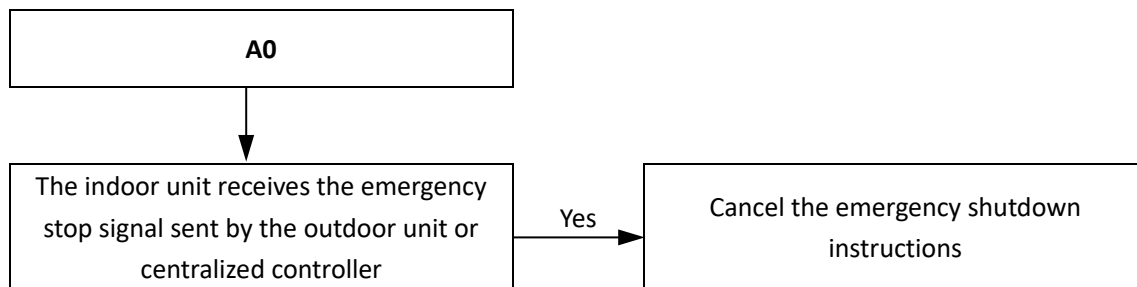 A0
The indoor unit receives the emergency
stop signal sent by the outdoor unit or
centralized controller
Yes
Cancel the emergency shutdown
instructions